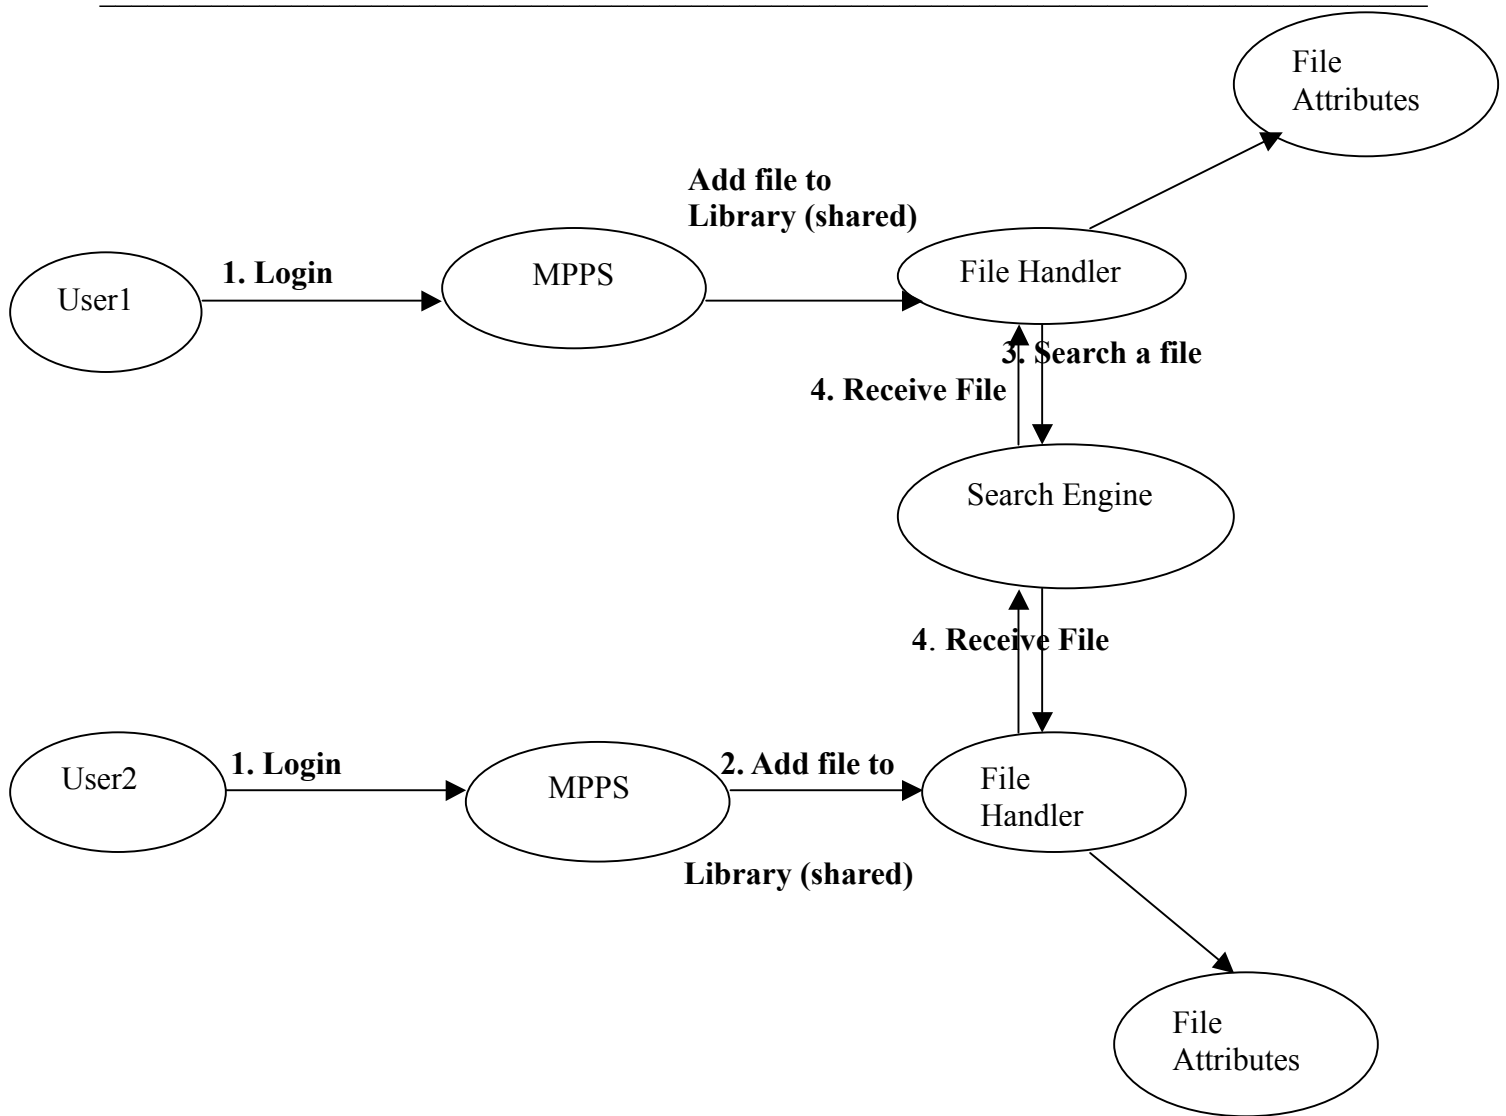 File
Attributes
Add file to
Library (shared)
1. Login
MPPS
File Handler
User1
3. Search a file
4. Receive File
Search Engine
4. Receive File
User2
1. Login
MPPS
2. Add file to
File
Handler
Library (shared)
File
Attributes